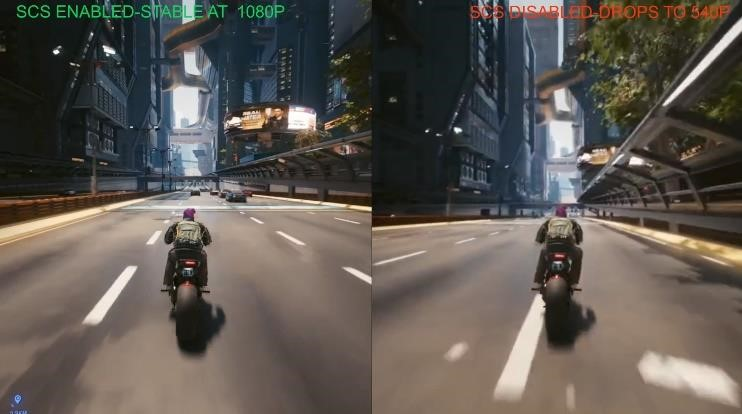 SCS ENABLED-STABLE AT 1080P
SCS DISABLED-DROPS TO 540P